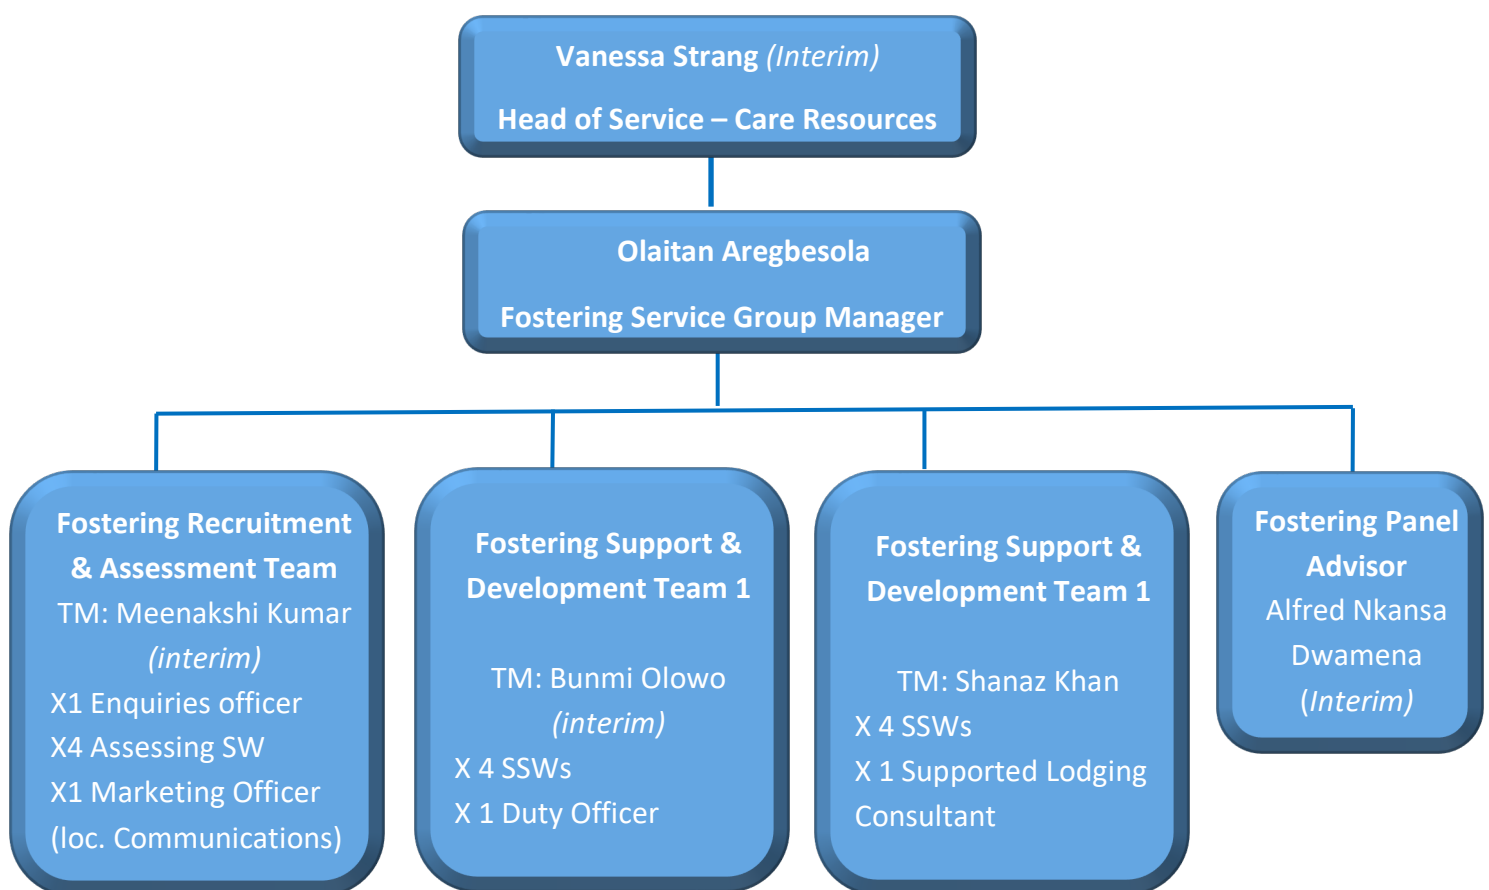 Vanessa Strang (Interim)
Head of Service – Care Resources
Olaitan Aregbesola
Fostering Service Group Manager
Fostering Recruitment
& Assessment Team
TM: Meenakshi Kumar
(interim)
X1 Enquiries officer
X4 Assessing SW
X1 Marketing Officer
(loc. Communications)
Fostering Support &
Development Team 1
TM: Bunmi Olowo
(interim)
X 4 SSWs
X 1 Duty Officer
Fostering Support &
Development Team 1
TM: Shanaz Khan
X 4 SSWs
X 1 Supported Lodging
Consultant
Fostering Panel
Advisor
Alfred Nkansa
Dwamena
(Interim)